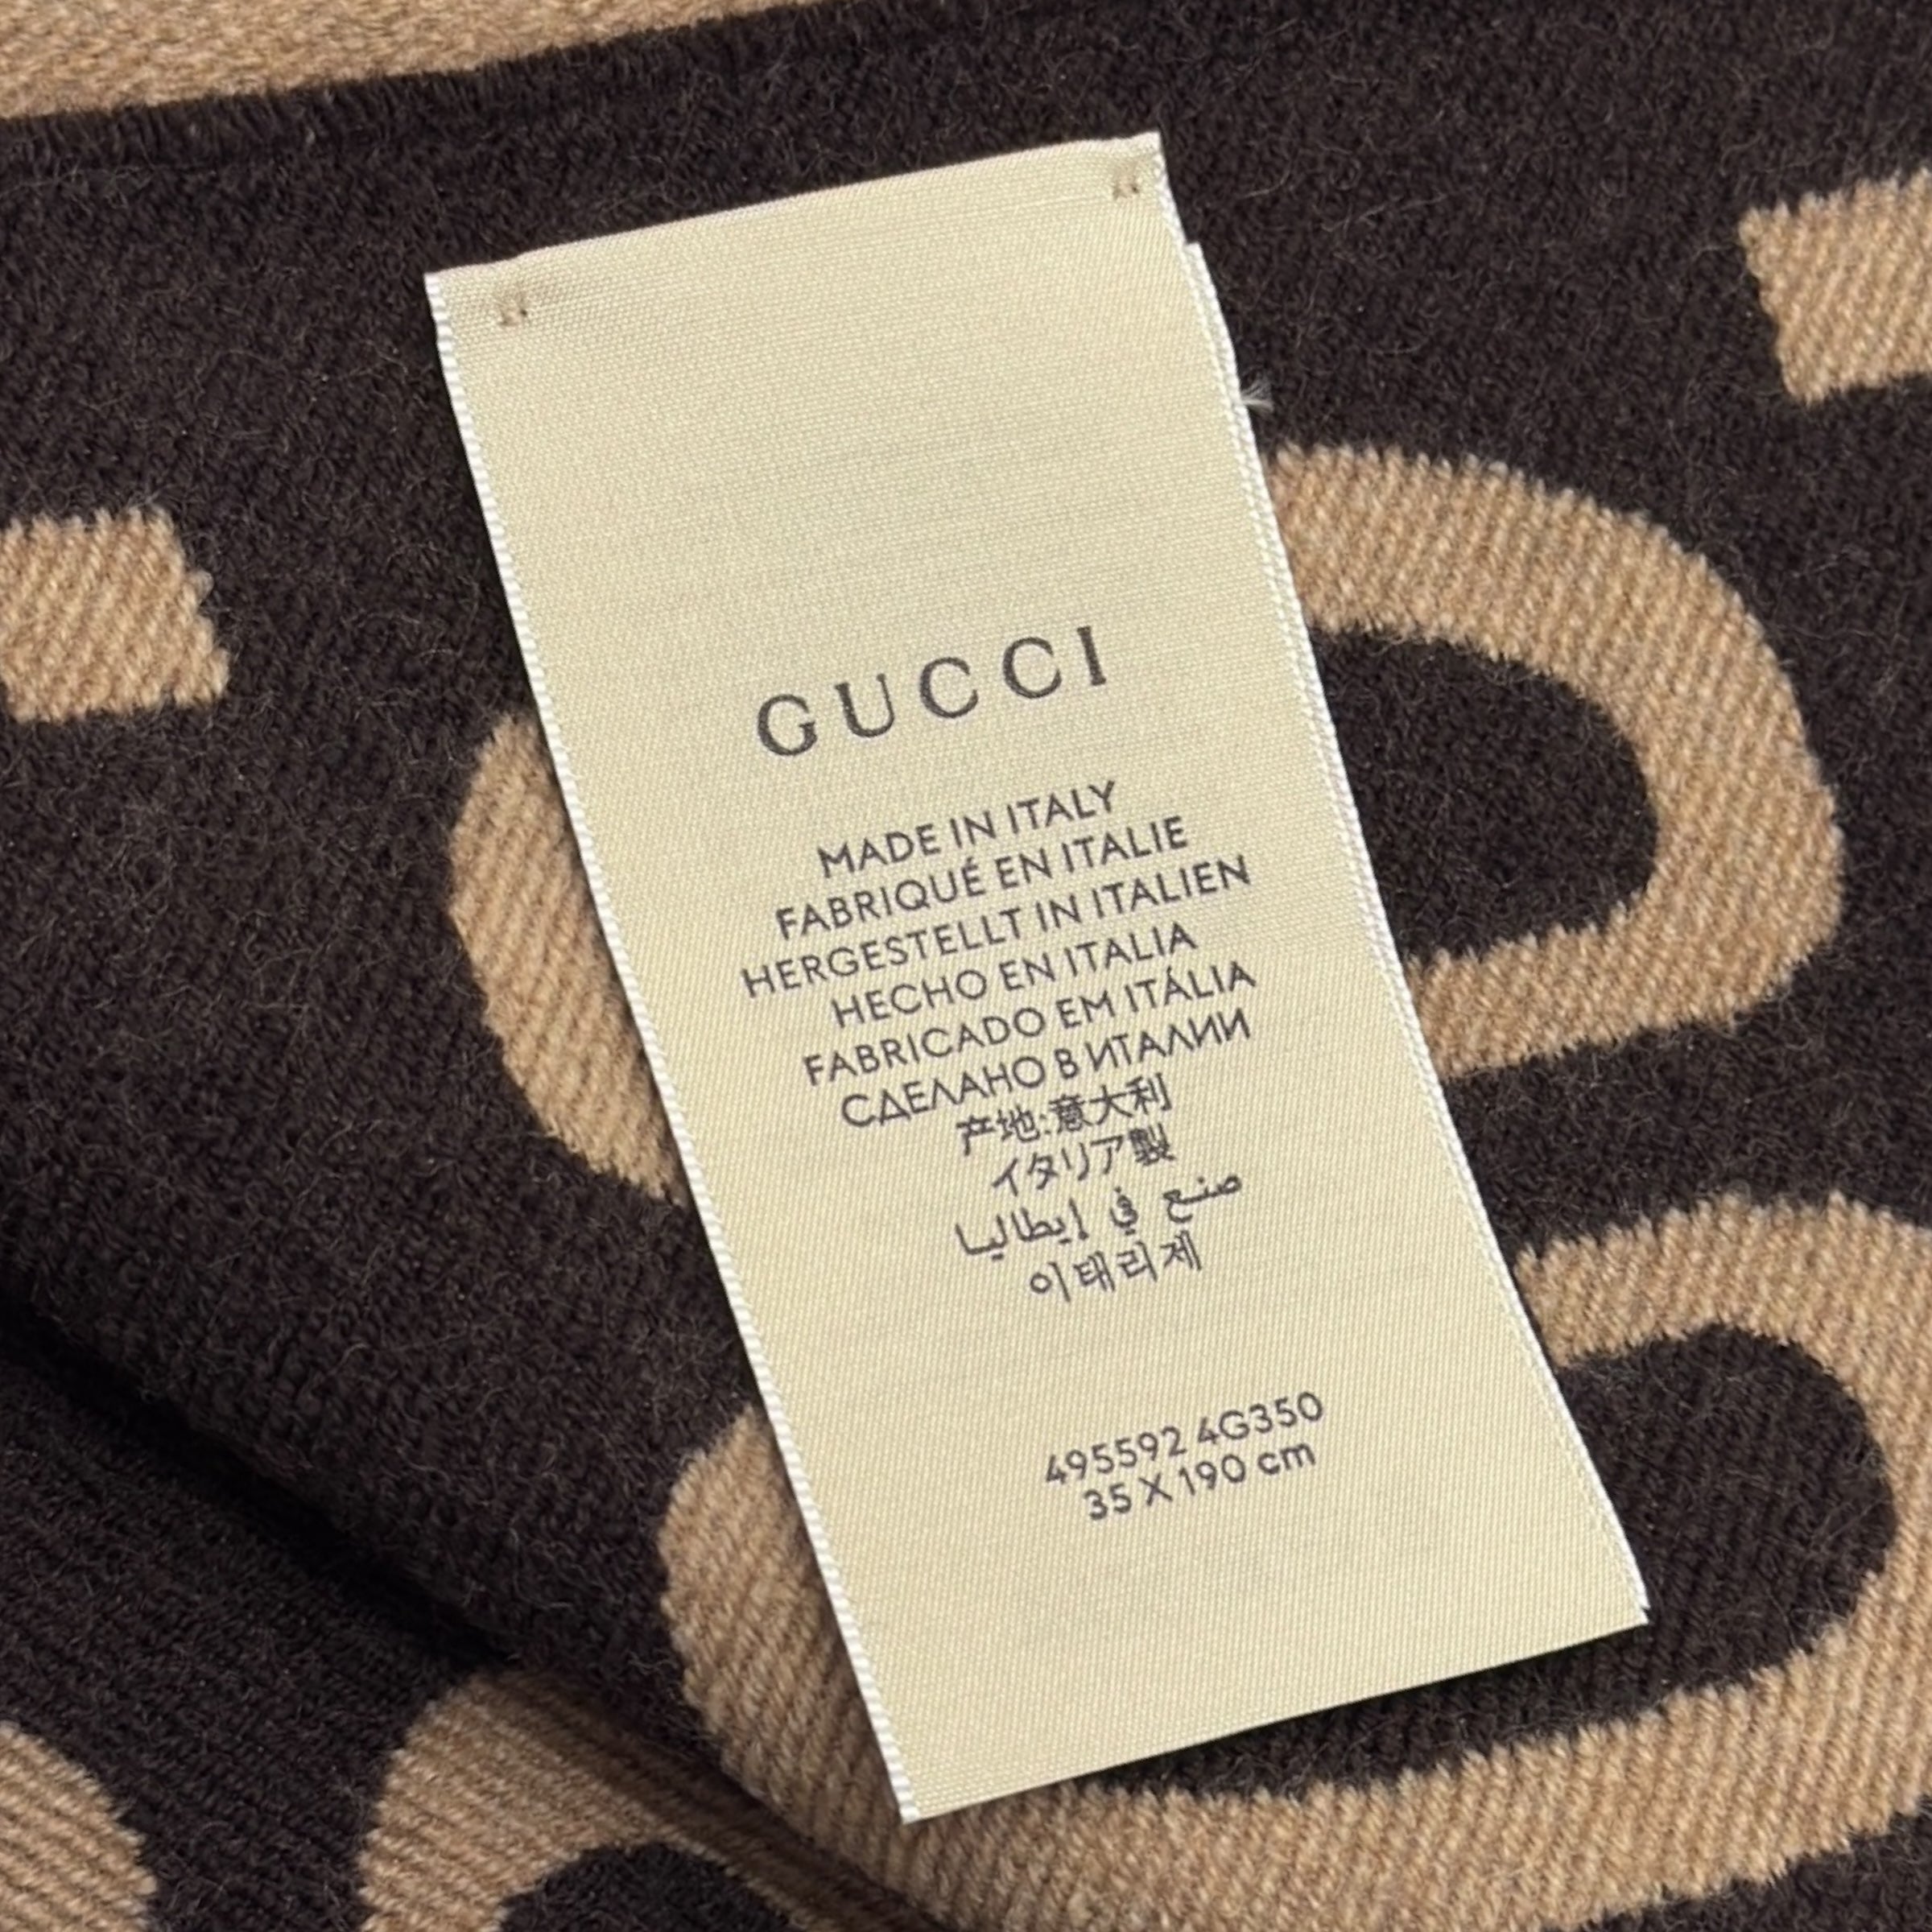 GUCCI
MADE IN ITALY
FABRIQUÉ EN ITALIE
HERGESTELLT IN ITALIEN
HECHO EN ITALIA
FABRICADO EM ITÁLIA
СДЕЛАНО В ИТАЛИИ
产地:意大利
イタリア製
صنع في إيطاليا
이태리제
495592 4G350
35 X 190 cm